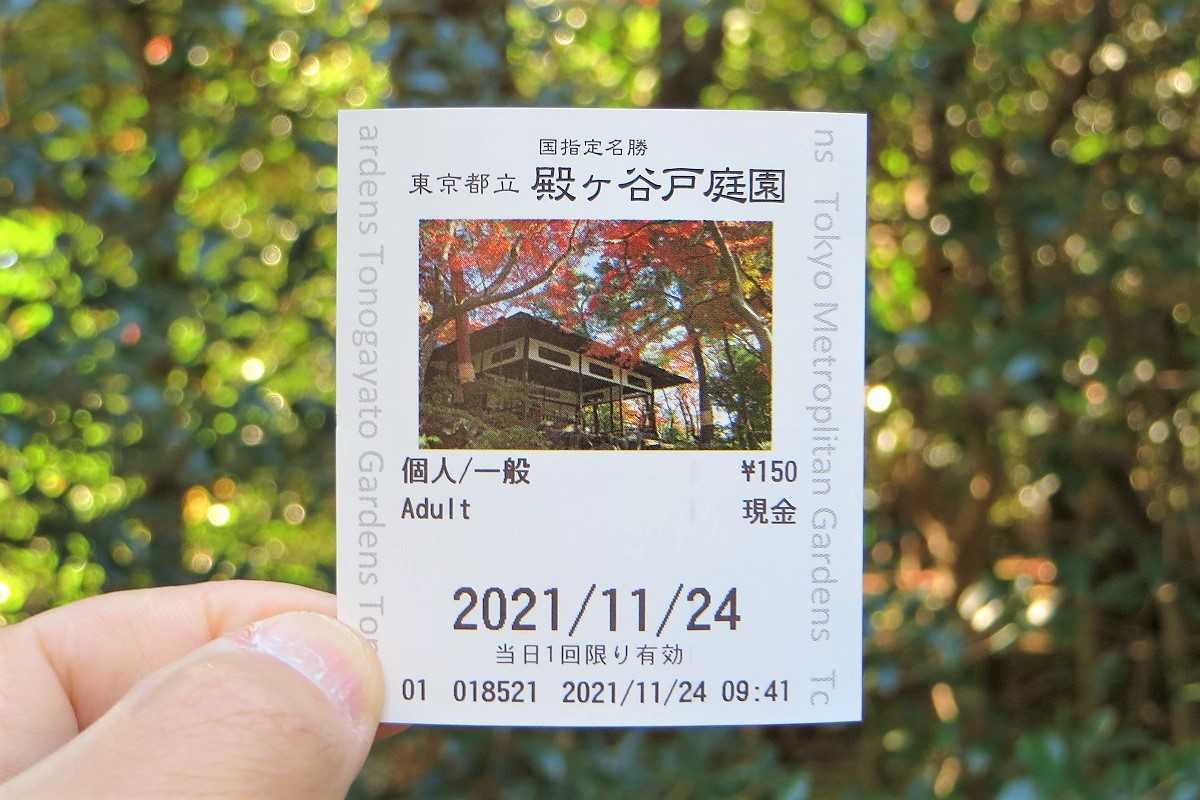 国指定名勝
東京都立 殿ヶ谷戸庭園
個人/一般 ¥150
Adult 現金
2021/11/24
当日1回限り有効
01 018521 2021/11/24 09:41
ardens Tonogayato Gardens Ton
ns Tokyo Metroplitan Gardens Tc